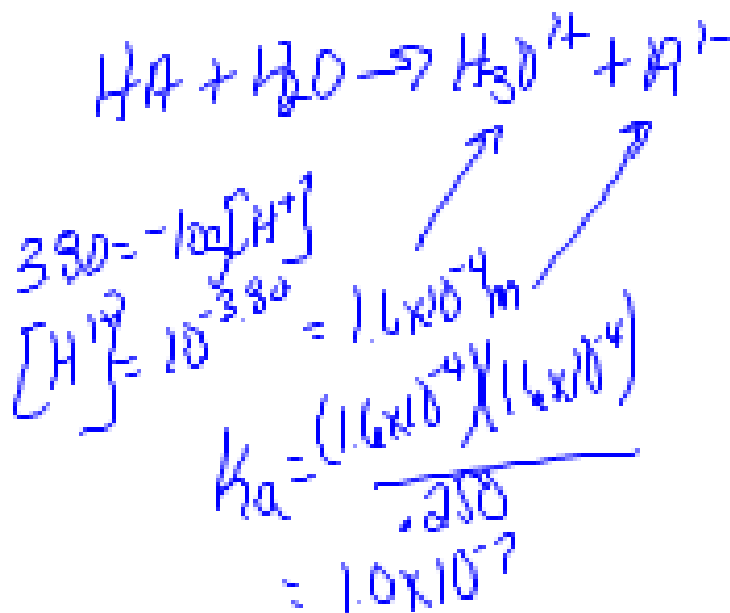 HA + H2O → H3O¹⁺ + A¹⁻
3.80 = -log[H⁺]
[H¹⁺] = 10⁻³·⁸⁰ = 1.6x10⁻⁴m
Ka = (1.6x10⁻⁴)(1.6x10⁻⁴)
.250
= 1.0x10⁻⁷